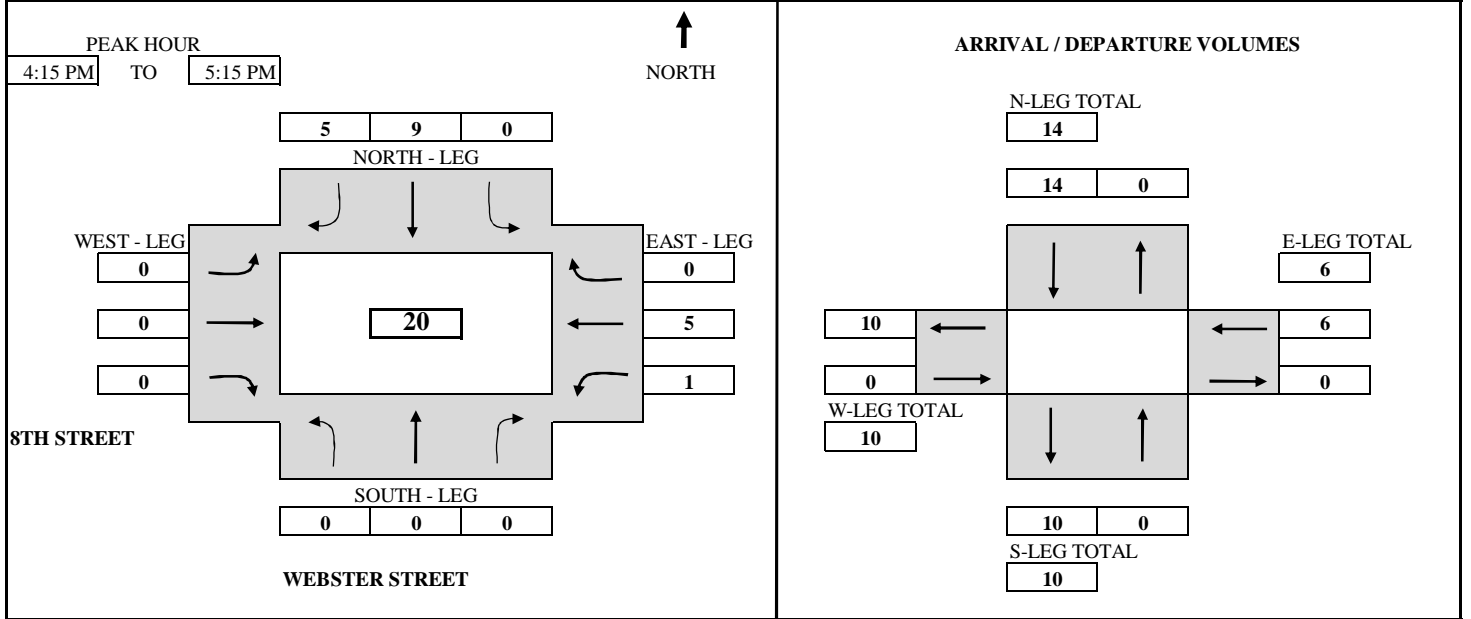 PEAK HOUR
4:15 PM TO 5:15 PM
NORTH
5 9 0
NORTH - LEG
WEST - LEG
EAST - LEG
0 0
0 20 5
0 1
8TH STREET
SOUTH - LEG
0 0 0
WEBSTER STREET
ARRIVAL / DEPARTURE VOLUMES
N-LEG TOTAL
14
14 0
E-LEG TOTAL
6
10 6
0 0
W-LEG TOTAL
10
10 0
S-LEG TOTAL
10